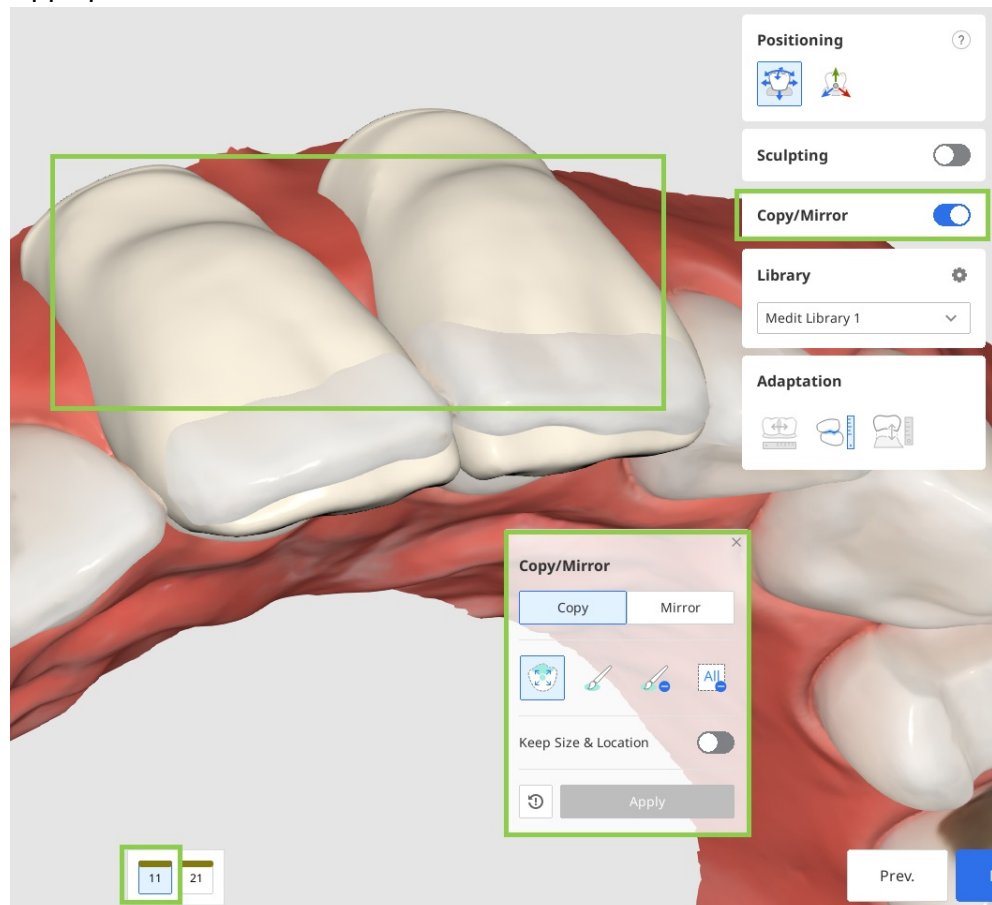 Positioning
?
Sculpting
Copy/Mirror
Library
Medit Library 1
Adaptation
Copy/Mirror
Copy
Mirror
All
Keep Size & Location
Apply
11
21
Prev.